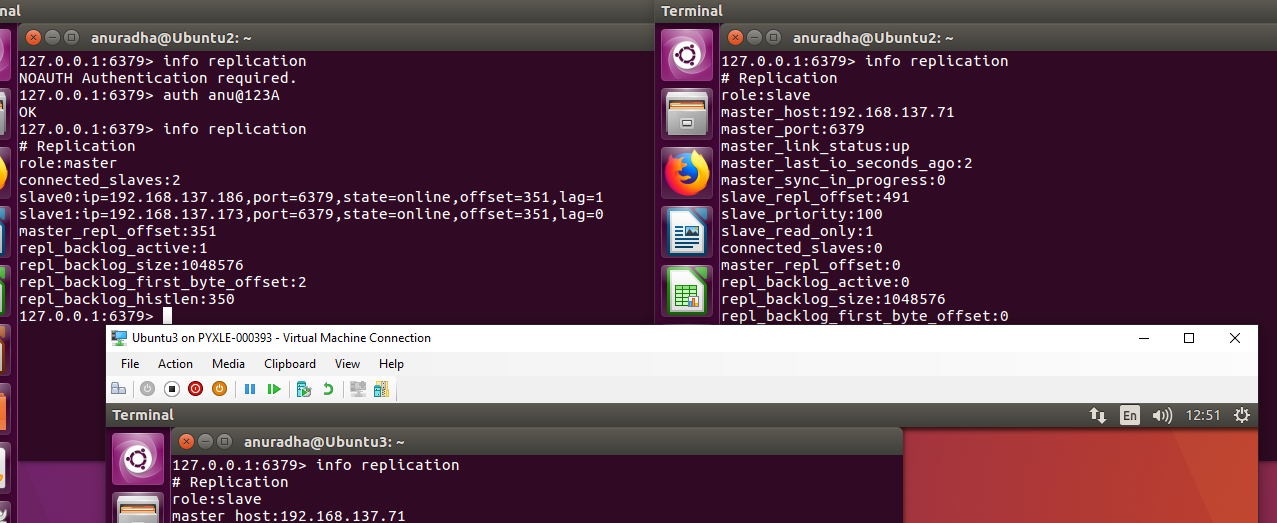 nal
anuradha@Ubuntu2: ~
127.0.0.1:6379> info replication
NOAUTH Authentication required.
127.0.0.1:6379> auth anu@123A
OK
127.0.0.1:6379> info replication
# Replication
role:master
connected_slaves:2
slave0:ip=192.168.137.186,port=6379,state=online,offset=351,lag=1
slave1:ip=192.168.137.173,port=6379,state=online,offset=351,lag=0
master_repl_offset:351
repl_backlog_active:1
repl_backlog_size:1048576
repl_backlog_first_byte_offset:2
repl_backlog_histlen:350
127.0.0.1:6379>
Terminal
anuradha@Ubuntu2: ~
127.0.0.1:6379> info replication
# Replication
role:slave
master_host:192.168.137.71
master_port:6379
master_link_status:up
master_last_io_seconds_ago:2
master_sync_in_progress:0
slave_repl_offset:491
slave_priority:100
slave_read_only:1
connected_slaves:0
master_repl_offset:0
repl_backlog_active:0
repl_backlog_size:1048576
repl_backlog_first_byte_offset:0
Ubuntu3 on PYXLE-000393 - Virtual Machine Connection
File Action Media Clipboard View Help
Terminal En 12:51
anuradha@Ubuntu3: ~
127.0.0.1:6379> info replication
# Replication
role:slave
master_host:192.168.137.71